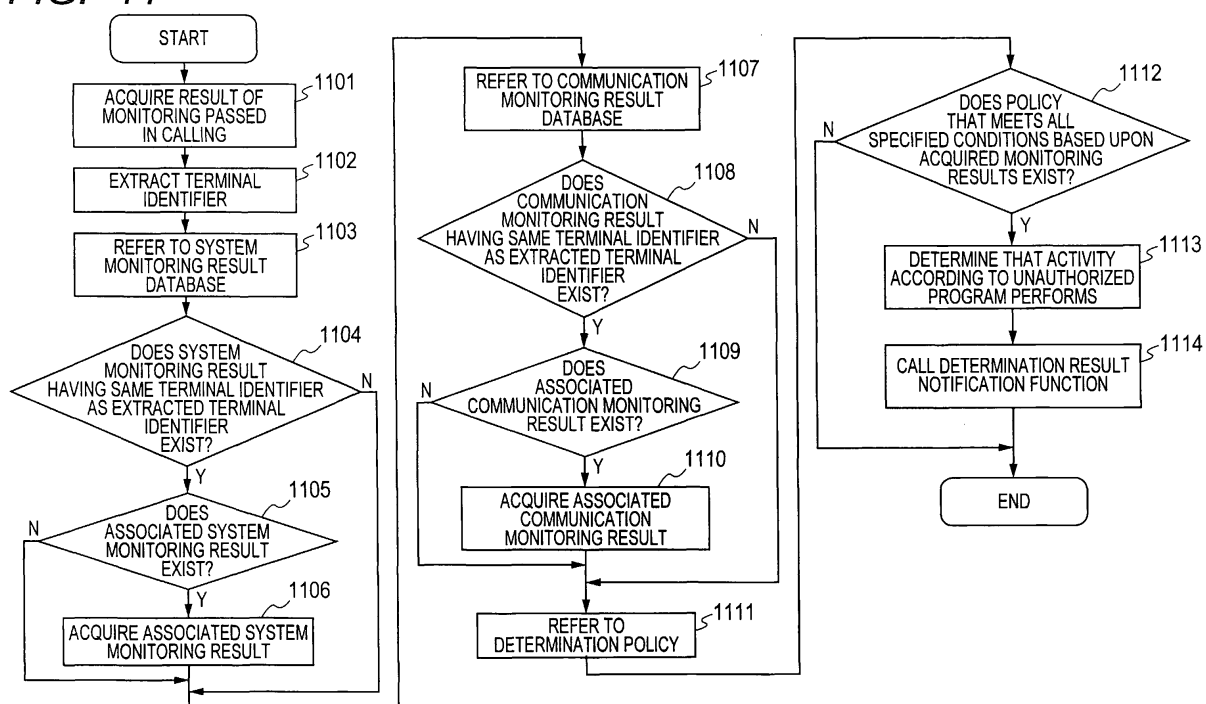 START
1101
ACQUIRE RESULT OF
MONITORING PASSED
IN CALLING
1102
EXTRACT TERMINAL
IDENTIFIER
1103
REFER TO SYSTEM
MONITORING RESULT
DATABASE
1104
DOES SYSTEM
MONITORING RESULT
HAVING SAME TERMINAL IDENTIFIER
AS EXTRACTED TERMINAL
IDENTIFIER
EXIST?
N
Y
1105
DOES
ASSOCIATED SYSTEM
MONITORING RESULT
EXIST?
N
Y
1106
ACQUIRE ASSOCIATED SYSTEM
MONITORING RESULT
1107
REFER TO COMMUNICATION
MONITORING RESULT
DATABASE
1108
DOES
COMMUNICATION
MONITORING RESULT
HAVING SAME TERMINAL IDENTIFIER
AS EXTRACTED TERMINAL
IDENTIFIER
EXIST?
N
Y
1109
DOES
ASSOCIATED
COMMUNICATION MONITORING
RESULT EXIST?
N
Y
1110
ACQUIRE ASSOCIATED
COMMUNICATION
MONITORING RESULT
1111
REFER TO
DETERMINATION POLICY
1112
DOES POLICY
THAT MEETS ALL
SPECIFIED CONDITIONS BASED UPON
ACQUIRED MONITORING
RESULTS EXIST?
N
Y
1113
DETERMINE THAT ACTIVITY
ACCORDING TO UNAUTHORIZED
PROGRAM PERFORMS
1114
CALL DETERMINATION RESULT
NOTIFICATION FUNCTION
END